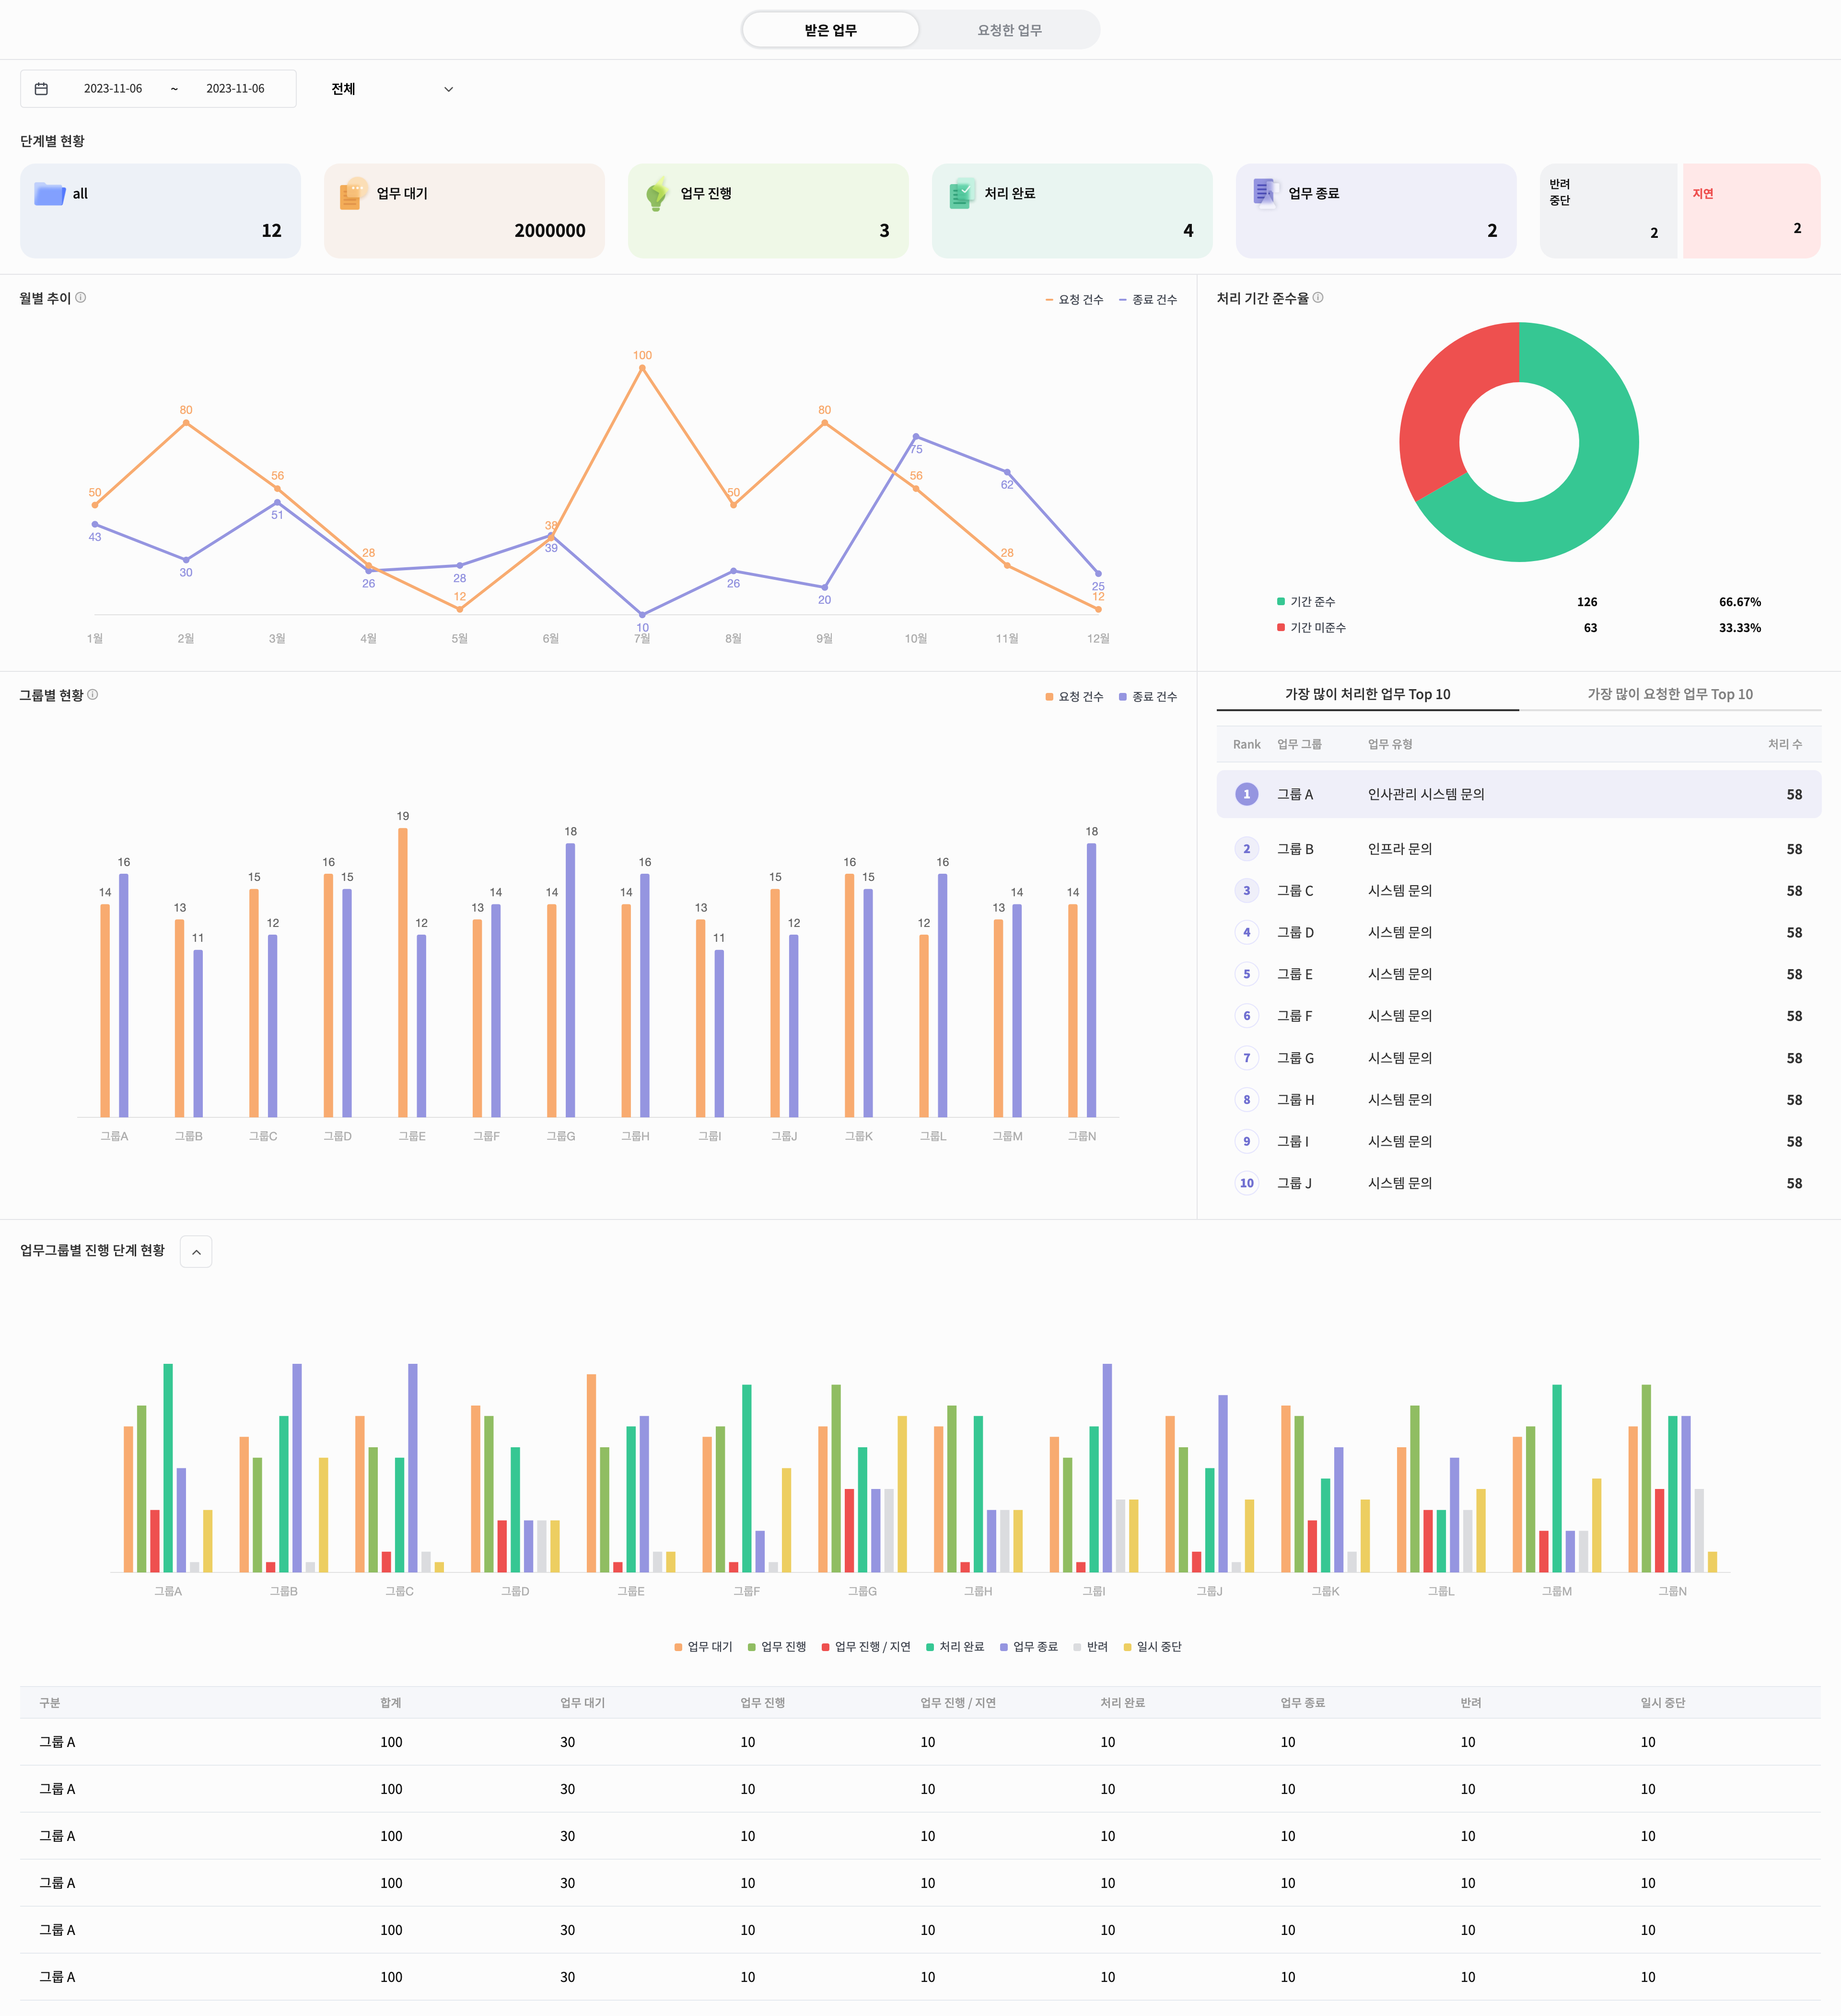 받은 업무 요청한 업무
2023-11-06 ~ 2023-11-06 전체
단계별 현황
all 12
업무 대기 2000000
업무 진행 3
처리 완료 4
업무 종료 2
반려
중단
2
지연
2
월별 추이
요청 건수 종료 건수
50 80 56 28 12 38 100 50 80 56 28 12
43 30 51 26 28 39 10 26 20 75 62 25
1월 2월 3월 4월 5월 6월 7월 8월 9월 10월 11월 12월
처리 기간 준수율
기간 준수 126 66.67%
기간 미준수 63 33.33%
그룹별 현황
요청 건수 종료 건수
14 16 13 11 15 12 16 15 19 12 13 14 14 18 14 16 13 11 15 12 16 15 12 16 13 14 14 18
그룹A 그룹B 그룹C 그룹D 그룹E 그룹F 그룹G 그룹H 그룹I 그룹J 그룹K 그룹L 그룹M 그룹N
가장 많이 처리한 업무 Top 10 가장 많이 요청한 업무 Top 10
Rank 업무 그룹 업무 유형 처리 수
1 그룹 A 인사관리 시스템 문의 58
2 그룹 B 인프라 문의 58
3 그룹 C 시스템 문의 58
4 그룹 D 시스템 문의 58
5 그룹 E 시스템 문의 58
6 그룹 F 시스템 문의 58
7 그룹 G 시스템 문의 58
8 그룹 H 시스템 문의 58
9 그룹 I 시스템 문의 58
10 그룹 J 시스템 문의 58
업무그룹별 진행 단계 현황
그룹A 그룹B 그룹C 그룹D 그룹E 그룹F 그룹G 그룹H 그룹I 그룹J 그룹K 그룹L 그룹M 그룹N
업무 대기 업무 진행 업무 진행 / 지연 처리 완료 업무 종료 반려 일시 중단
구분 합계 업무 대기 업무 진행 업무 진행 / 지연 처리 완료 업무 종료 반려 일시 중단
그룹 A 100 30 10 10 10 10 10 10
그룹 A 100 30 10 10 10 10 10 10
그룹 A 100 30 10 10 10 10 10 10
그룹 A 100 30 10 10 10 10 10 10
그룹 A 100 30 10 10 10 10 10 10
그룹 A 100 30 10 10 10 10 10 10